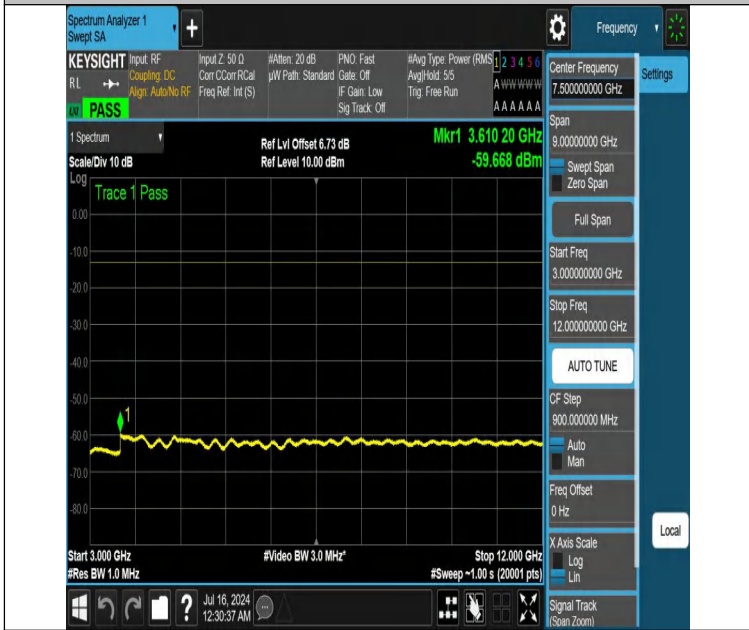 Spectrum Analyzer 1
Swept SA
+
Frequency
KEYSIGHT
RL
PASS
Input: RF
Coupling: DC
Align: Auto/No RF
Input Z: 50 Ω
Corr CCorr RCal
Freq Ref: Int (S)
#Atten: 20 dB
µW Path: Standard
PNO: Fast
Gate: Off
IF Gain: Low
Sig Track: Off
#Avg Type: Power (RMS
Avg|Hold: 5/5
Trig: Free Run
1 2 3 4 5 6
A W W W W W
A A A A A A
1 Spectrum
Scale/Div 10 dB
Ref Lvl Offset 6.73 dB
Ref Level 10.00 dBm
Mkr1 3.610 20 GHz
-59.668 dBm
Log
Trace 1 Pass
0.00
-10.0
-20.0
-30.0
-40.0
-50.0
-60.0
-70.0
-80.0
1
Start 3.000 GHz
#Res BW 1.0 MHz
#Video BW 3.0 MHz*
Stop 12.000 GHz
#Sweep ~1.00 s (20001 pts)
Center Frequency
7.500000000 GHz
Settings
Span
9.00000000 GHz
Swept Span
Zero Span
Full Span
Start Freq
3.000000000 GHz
Stop Freq
12.000000000 GHz
AUTO TUNE
CF Step
900.000000 MHz
Auto
Man
Freq Offset
0 Hz
X Axis Scale
Log
Lin
Signal Track
(Span Zoom)
Local
?
Jul 16, 2024
12:30:37 AM